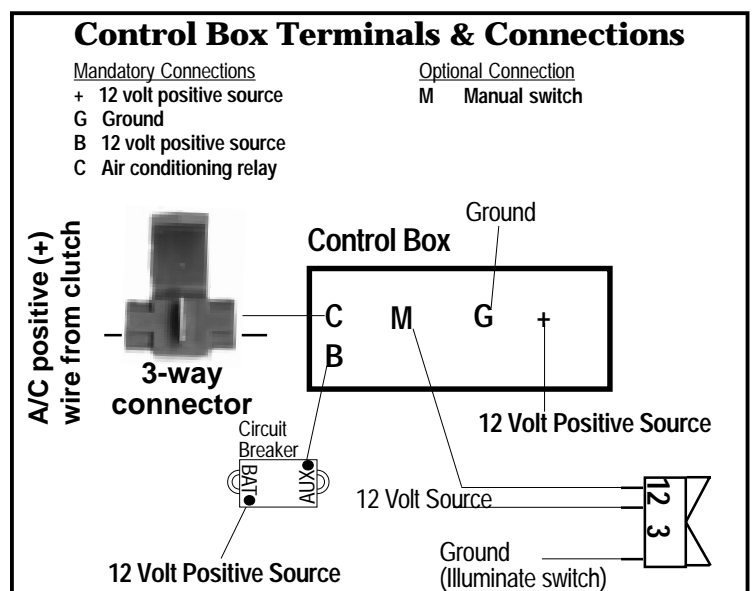 Control Box Terminals & Connections
Mandatory Connections
+ 12 volt positive source
G Ground
B 12 volt positive source
C Air conditioning relay
Optional Connection
M Manual switch
A/C positive (+)
wire from clutch
3-way
connector
Control Box
Ground
C M G +
B
12 Volt Positive Source
Circuit
Breaker
BAT
AUX
12 Volt Positive Source
12 Volt Source
1 2 3
Ground
(Illuminate switch)